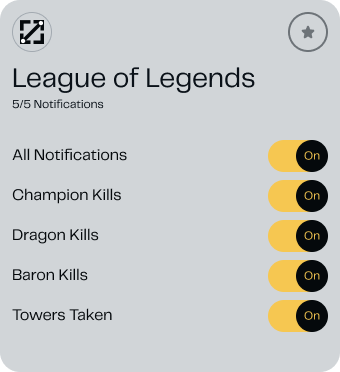 League of Legends
5/5 Notifications
All Notifications On
Champion Kills On
Dragon Kills On
Baron Kills On
Towers Taken On